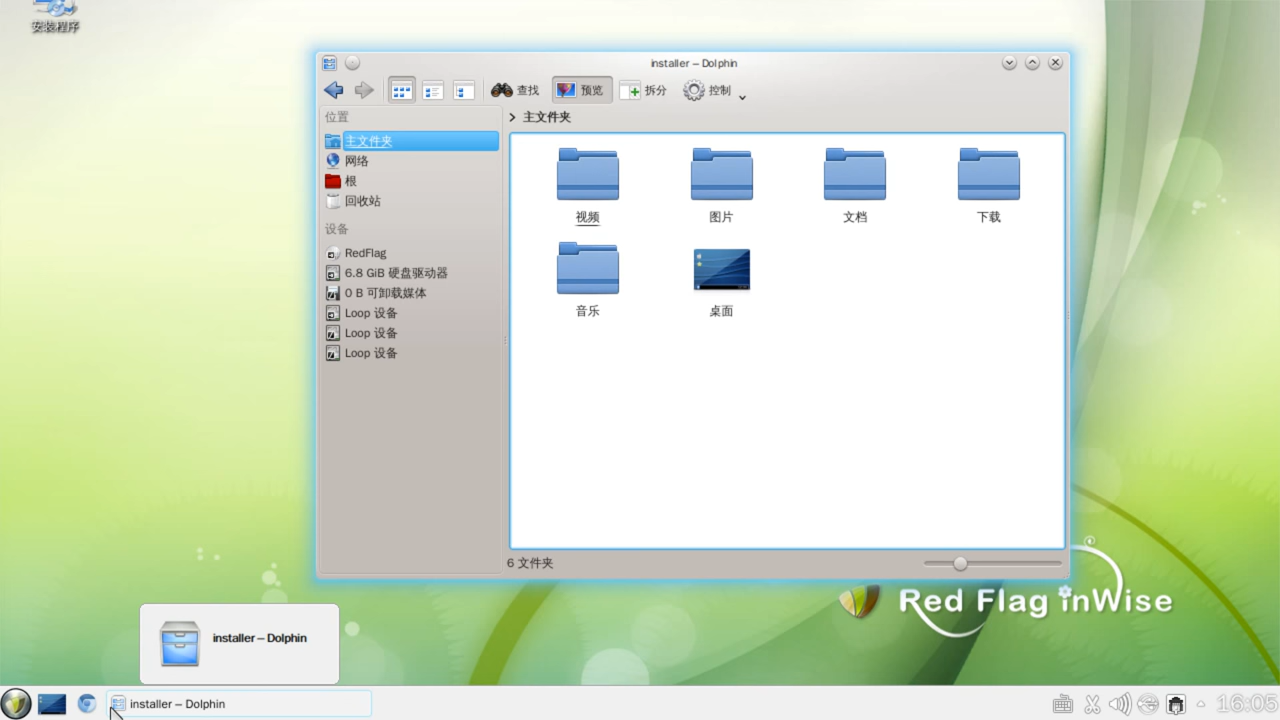 安装程序
installer – Dolphin
查找 预览 拆分 控制
位置
主文件夹
网络
根
回收站
设备
RedFlag
6.8 GiB 硬盘驱动器
0 B 可卸载媒体
Loop 设备
Loop 设备
Loop 设备
> 主文件夹
视频 图片 文档 下载
音乐 桌面
6 文件夹
Red Flag inWise
installer – Dolphin
installer – Dolphin
16:05